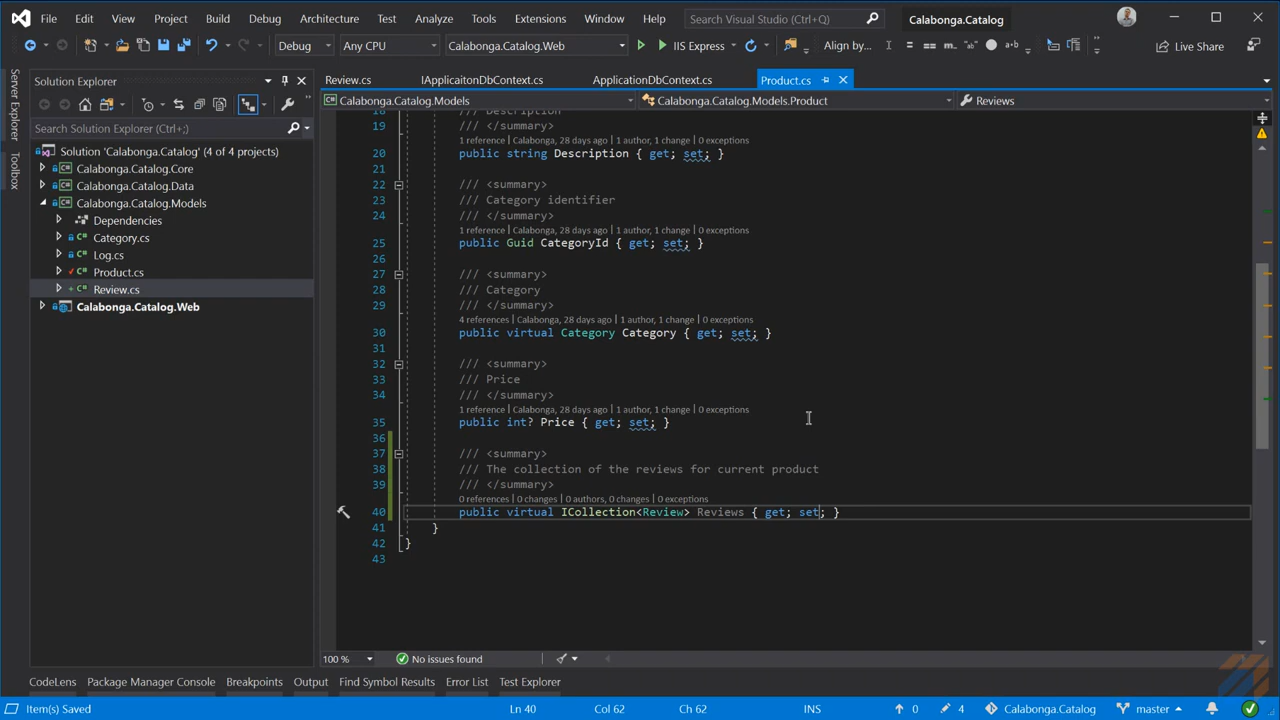 File Edit View Project Build Debug Architecture Test Analyze Tools Extensions Window Help Search Visual Studio (Ctrl+Q) Calabonga.Catalog
Debug Any CPU Calabonga.Catalog.Web IIS Express Align by... Live Share
Server Explorer
Toolbox
Solution Explorer
Search Solution Explorer (Ctrl+;)
Solution 'Calabonga.Catalog' (4 of 4 projects)
Calabonga.Catalog.Core
Calabonga.Catalog.Data
Calabonga.Catalog.Models
Dependencies
Category.cs
Log.cs
Product.cs
Review.cs
Calabonga.Catalog.Web
Review.cs IApplicaitonDbContext.cs ApplicationDbContext.cs Product.cs
Calabonga.Catalog.Models Calabonga.Catalog.Models.Product Reviews
18 /// Description
19 /// </summary>
1 reference | Calabonga, 28 days ago | 1 author, 1 change | 0 exceptions
20 public string Description { get; set; }
21
22 /// <summary>
23 /// Category identifier
24 /// </summary>
1 reference | Calabonga, 28 days ago | 1 author, 1 change | 0 exceptions
25 public Guid CategoryId { get; set; }
26
27 /// <summary>
28 /// Category
29 /// </summary>
4 references | Calabonga, 28 days ago | 1 author, 1 change | 0 exceptions
30 public virtual Category Category { get; set; }
31
32 /// <summary>
33 /// Price
34 /// </summary>
1 reference | Calabonga, 28 days ago | 1 author, 1 change | 0 exceptions
35 public int? Price { get; set; }
36
37 /// <summary>
38 /// The collection of the reviews for current product
39 /// </summary>
0 references | 0 changes | 0 authors, 0 changes | 0 exceptions
40 public virtual ICollection<Review> Reviews { get; set; }
41 }
42 }
43
100 % No issues found
CodeLens Package Manager Console Breakpoints Output Find Symbol Results Error List Test Explorer
Item(s) Saved Ln 40 Col 62 Ch 62 INS 0 4 Calabonga.Catalog master